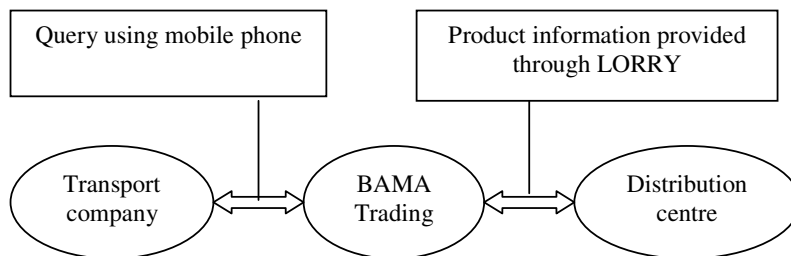 Query using mobile phone
Product information provided
through LORRY
Transport
company
BAMA
Trading
Distribution
centre